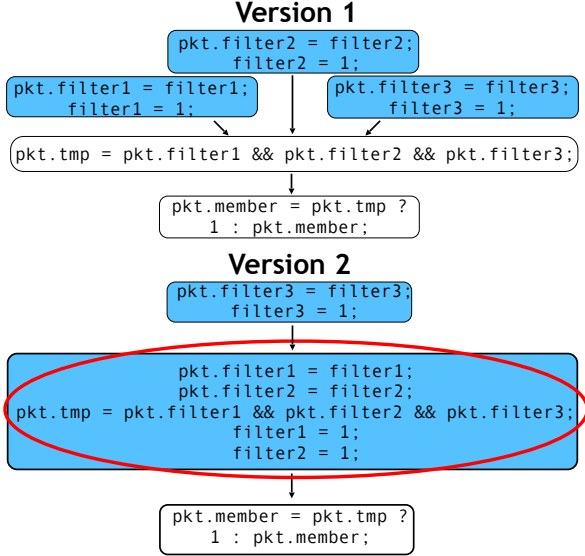 Version 1
pkt.filter2 = filter2;
filter2 = 1;
pkt.filter1 = filter1;
filter1 = 1;
pkt.filter3 = filter3;
filter3 = 1;
pkt.tmp = pkt.filter1 && pkt.filter2 && pkt.filter3;
pkt.member = pkt.tmp ?
1 : pkt.member;
Version 2
pkt.filter3 = filter3;
filter3 = 1;
pkt.filter1 = filter1;
pkt.filter2 = filter2;
pkt.tmp = pkt.filter1 && pkt.filter2 && pkt.filter3;
filter1 = 1;
filter2 = 1;
pkt.member = pkt.tmp ?
1 : pkt.member;